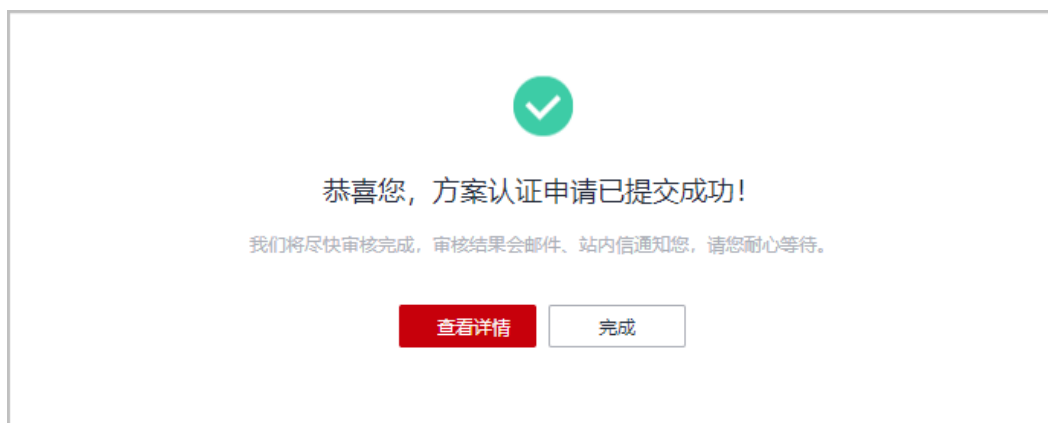 恭喜您，方案认证申请已提交成功！
我们将尽快审核完成，审核结果会邮件、站内信通知您，请您耐心等待。
查看详情 完成